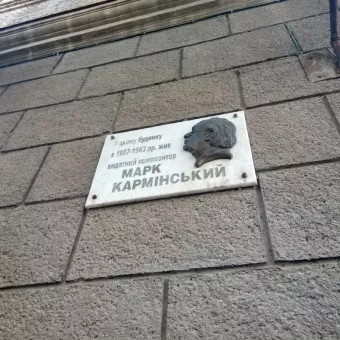 У цьому будинку
в 1957-1963 рр. жив
видатний композитор
МАРК
КАРМІНСЬКИЙ